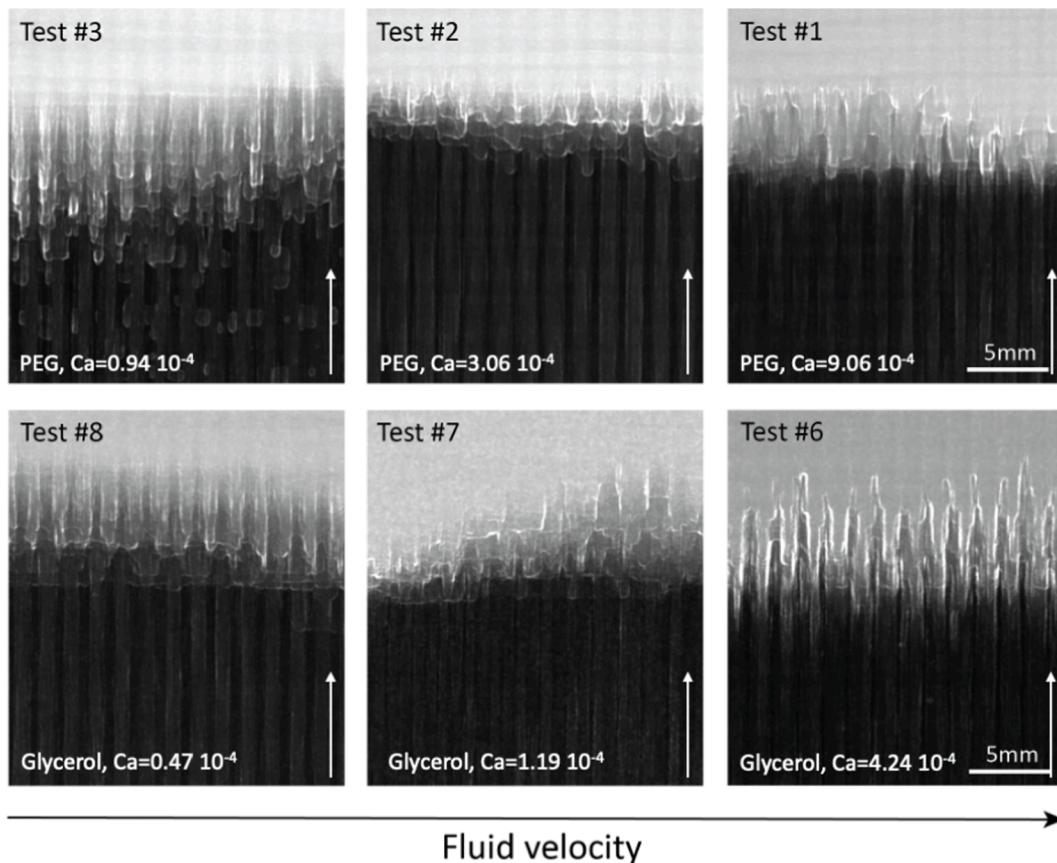 Test #3
Test #2
Test #1
PEG, Ca=0.94 10⁻⁴
PEG, Ca=3.06 10⁻⁴
PEG, Ca=9.06 10⁻⁴
5mm
Test #8
Test #7
Test #6
Glycerol, Ca=0.47 10⁻⁴
Glycerol, Ca=1.19 10⁻⁴
Glycerol, Ca=4.24 10⁻⁴
5mm
Fluid velocity